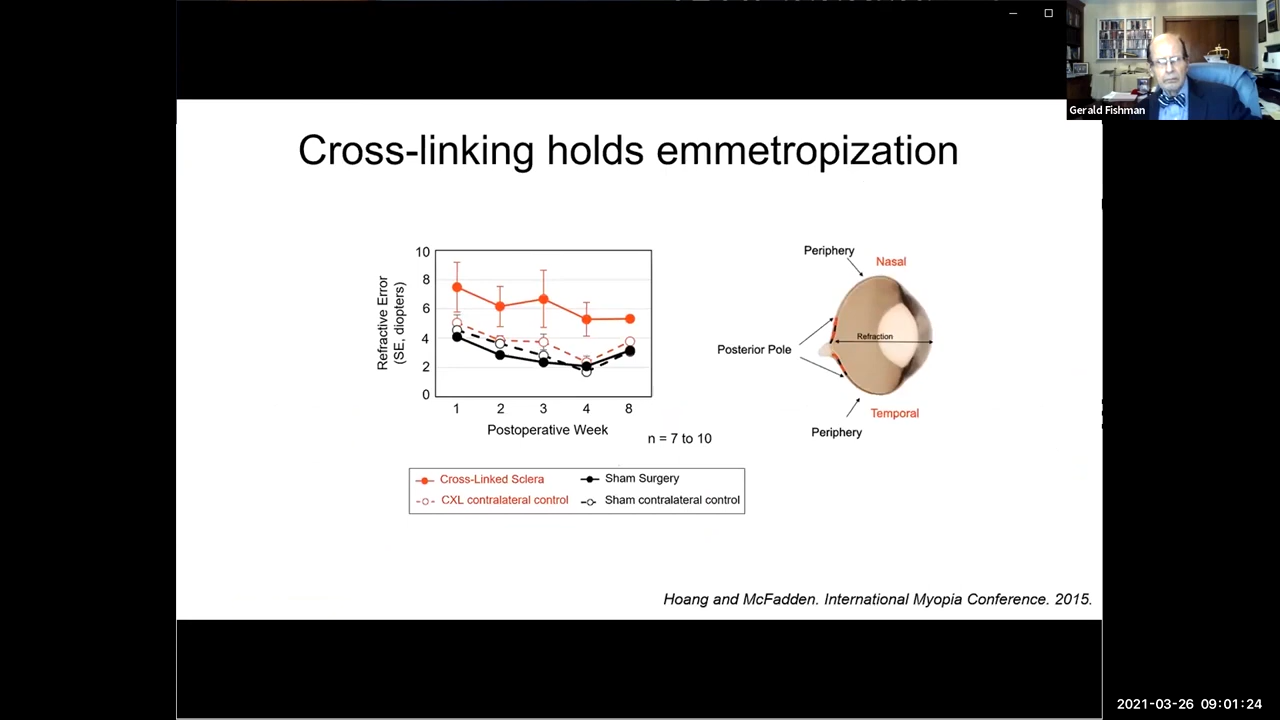 Gerald Fishman
Cross-linking holds emmetropization
Refractive Error
(SE, diopters)
10
8
6
4
2
0
1 2 3 4 8
Postoperative Week
n = 7 to 10
Cross-Linked Sclera
Sham Surgery
CXL contralateral control
Sham contralateral control
Periphery
Nasal
Refraction
Posterior Pole
Temporal
Periphery
Hoang and McFadden. International Myopia Conference. 2015.
2021-03-26 09:01:24